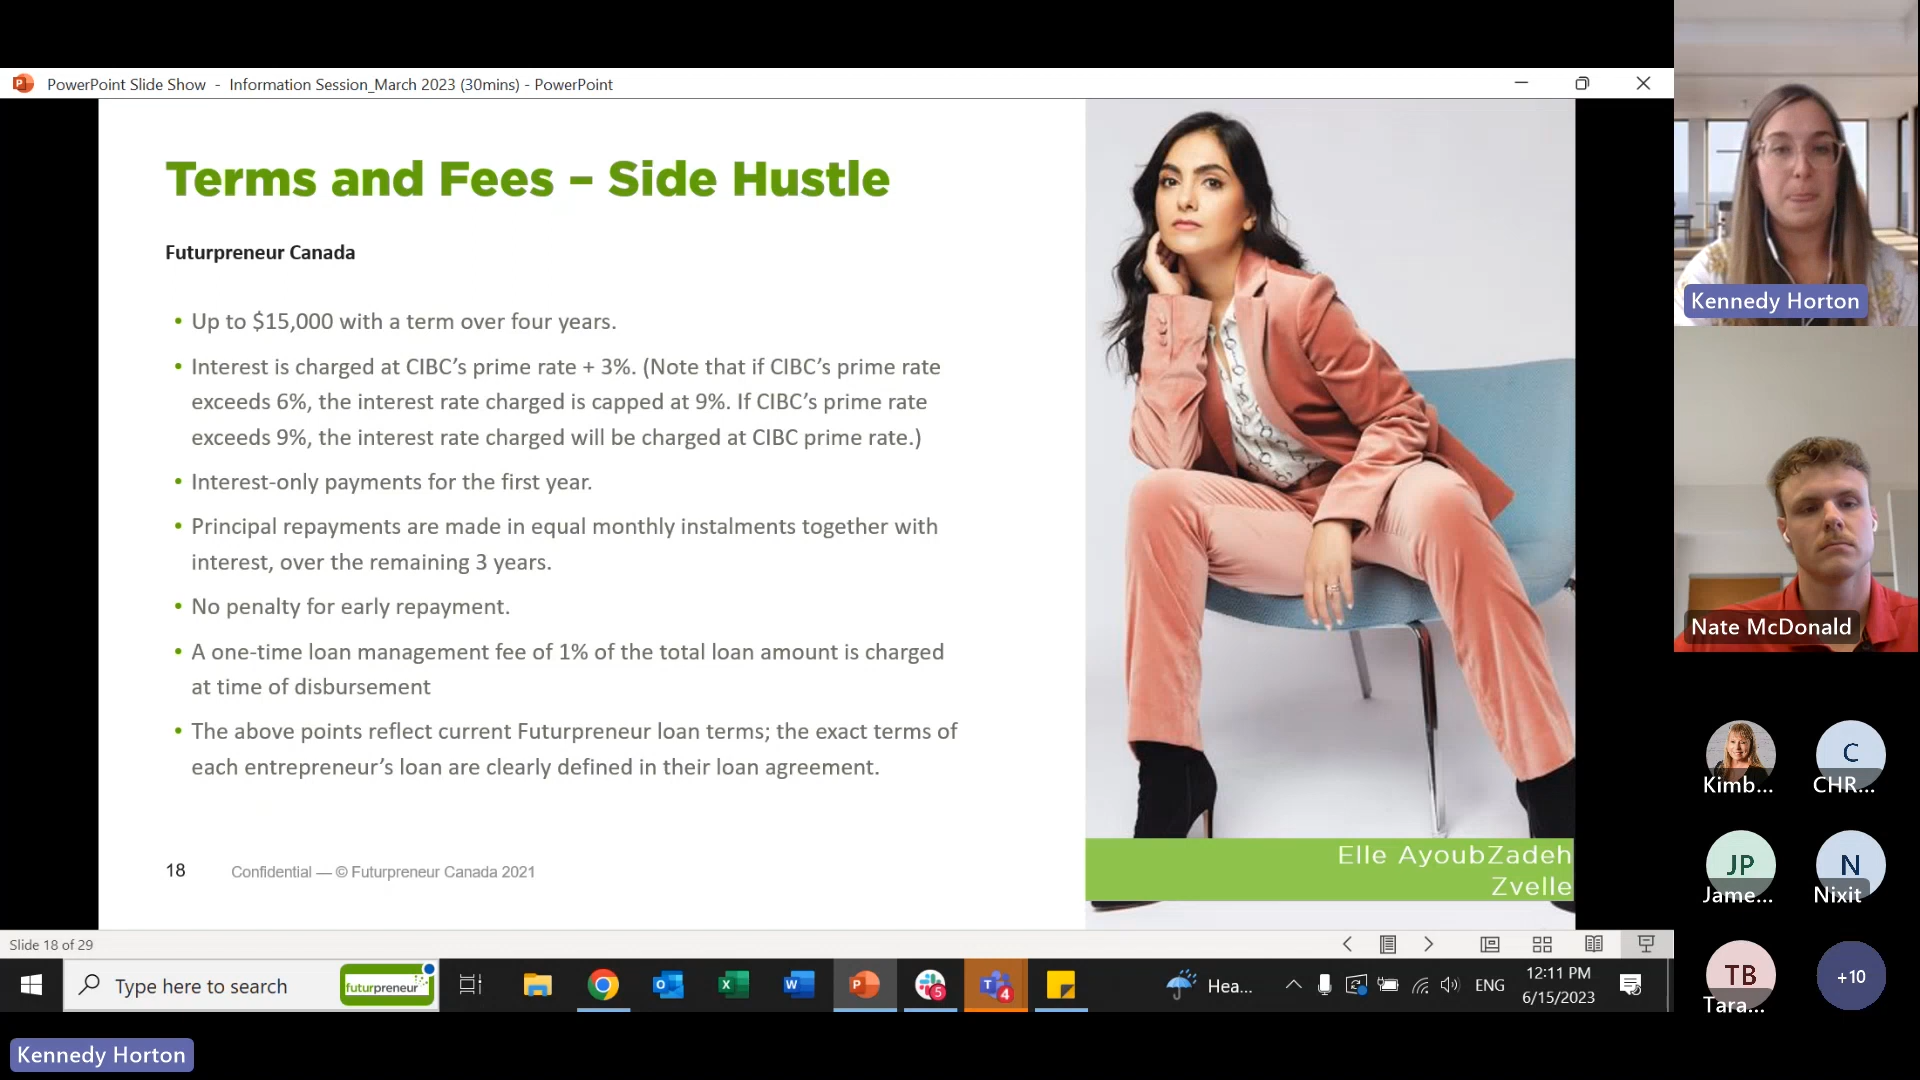 PowerPoint Slide Show - Information Session_March 2023 (30mins) - PowerPoint
Terms and Fees – Side Hustle
Futurpreneur Canada
• Up to $15,000 with a term over four years.
• Interest is charged at CIBC’s prime rate + 3%. (Note that if CIBC’s prime rate
exceeds 6%, the interest rate charged is capped at 9%. If CIBC’s prime rate
exceeds 9%, the interest rate charged will be charged at CIBC prime rate.)
• Interest-only payments for the first year.
• Principal repayments are made in equal monthly instalments together with
interest, over the remaining 3 years.
• No penalty for early repayment.
• A one-time loan management fee of 1% of the total loan amount is charged
at time of disbursement
• The above points reflect current Futurpreneur loan terms; the exact terms of
each entrepreneur’s loan are clearly defined in their loan agreement.
18
Confidential — © Futurpreneur Canada 2021
Elle AyoubZadeh
Zvelle
Kennedy Horton
Nate McDonald
Kimb...
C
CHR...
JP
Jame...
N
Nixit
TB
Tara...
+10
Slide 18 of 29
Type here to search
futurpreneur
5
4
Hea...
ENG
12:11 PM
6/15/2023
Kennedy Horton